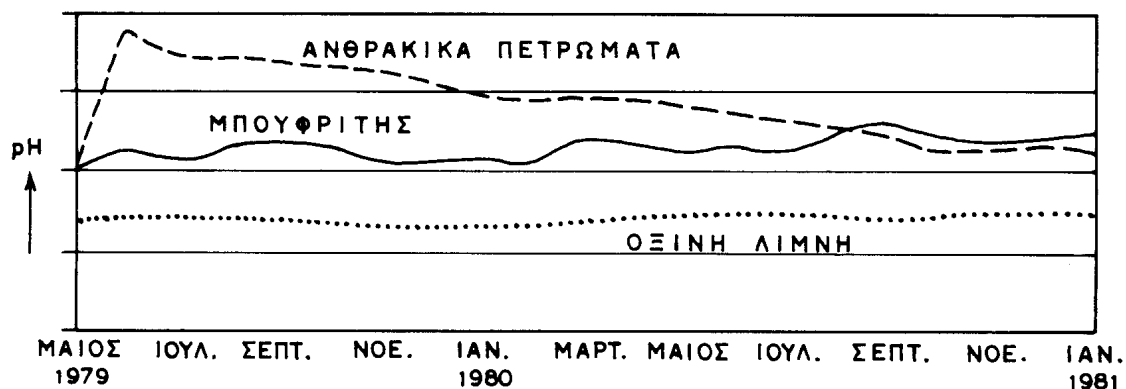 ΑΝΘΡΑΚΙΚΑ ΠΕΤΡΩΜΑΤΑ
ΜΠΟΥΦΡΙΤΗΣ
pH
ΟΞΙΝΗ ΛΙΜΝΗ
ΜΑΙΟΣ ΙΟΥΛ. ΣΕΠΤ. ΝΟΕ. ΙΑΝ. ΜΑΡΤ. ΜΑΙΟΣ ΙΟΥΛ. ΣΕΠΤ. ΝΟΕ. ΙΑΝ.
1979 1980 1981